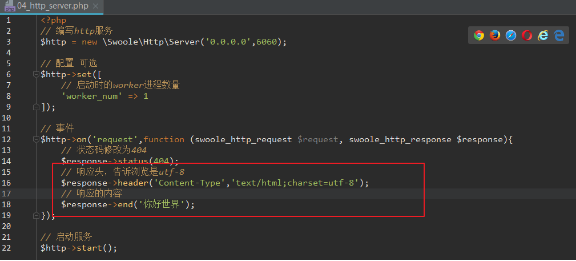 04_http_server.php
1 <?php
2 // 编写http服务
3 $http = new \Swoole\Http\Server('0.0.0.0',6060);
4
5 // 配置 可选
6 $http->set([
7 // 启动时的worker进程数量
8 'worker_num' => 1
9 ]);
10
11 // 事件
12 $http->on('request',function (swoole_http_request $request, swoole_http_response $response){
13 // 状态码修改为404
14 $response->status(404);
15 // 响应头，告诉浏览是utf-8
16 $response->header('Content-Type','text/html;charset=utf-8');
17 // 响应的内容
18 $response->end('你好世界');
19 });
20
21 // 启动服务
22 $http->start();